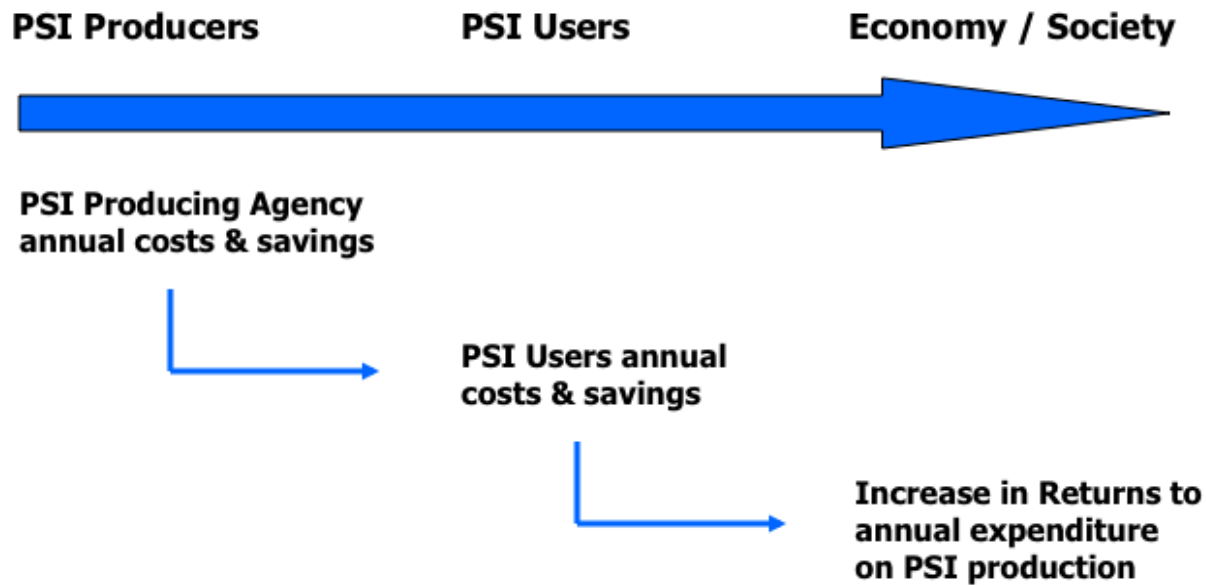 PSI Producers
PSI Users
Economy / Society
PSI Producing Agency
annual costs & savings
PSI Users annual
costs & savings
Increase in Returns to
annual expenditure
on PSI production